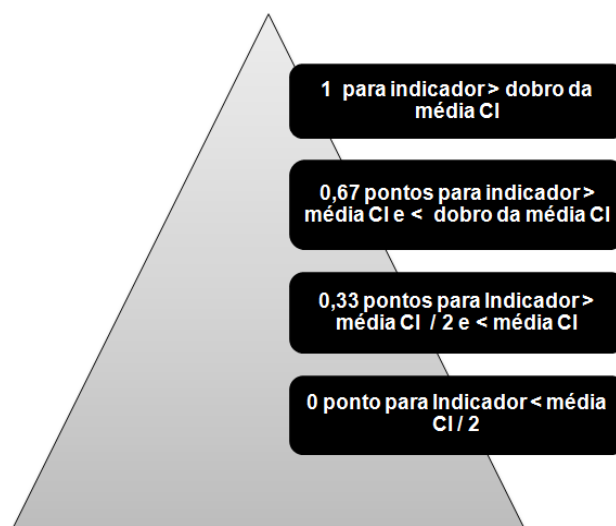 1 para indicador > dobro da
média CI
0,67 pontos para indicador >
média CI e < dobro da média CI
0,33 pontos para Indicador >
média CI / 2 e < média CI
0 ponto para Indicador < média
CI / 2